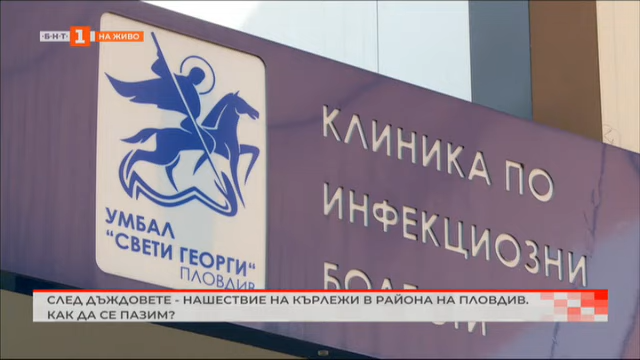 БНТ 1 НА ЖИВО
КЛИНИКА ПО
ИНФЕКЦИОЗНИ
УМБАЛ
"СВЕТИ ГЕОРГИ"
ПЛОВДИВ
СЛЕД ДЪЖДОВЕТЕ - НАШЕСТВИЕ НА КЪРЛЕЖИ В РАЙОНА НА ПЛОВДИВ.
КАК ДА СЕ ПАЗИМ?